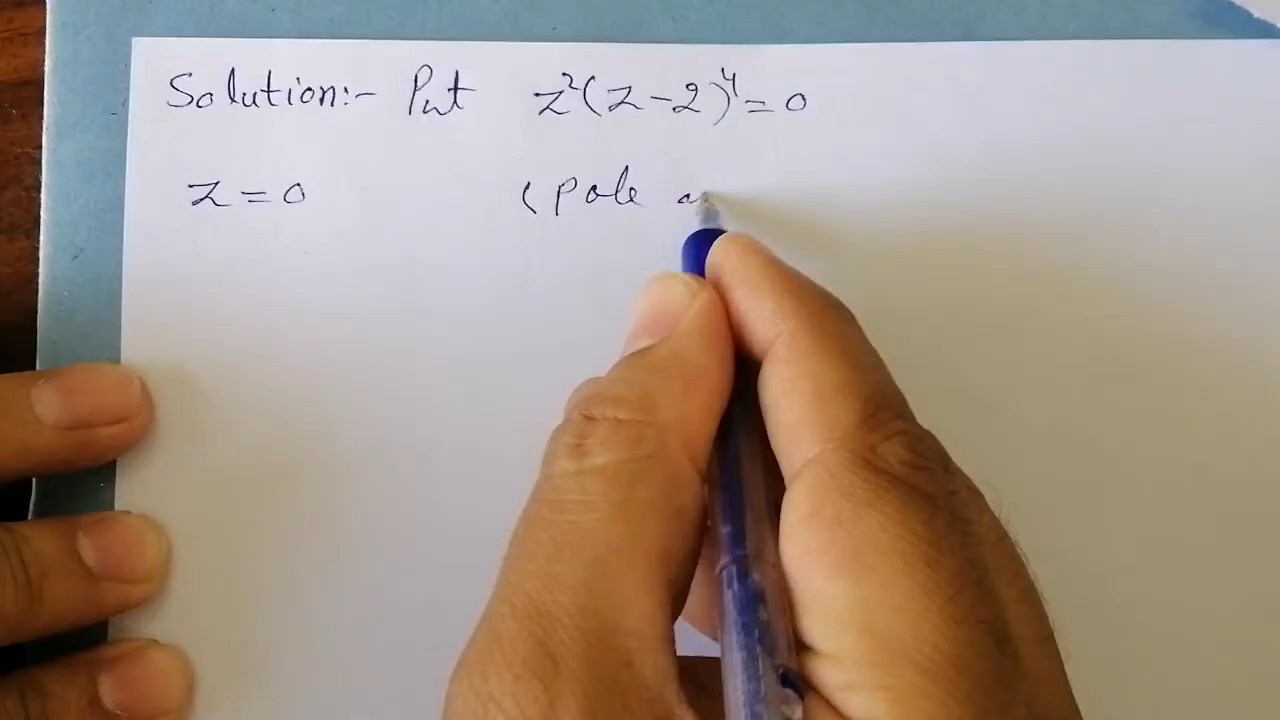 Solution:- Put z²(z-2)⁴=0
z=0 (pole